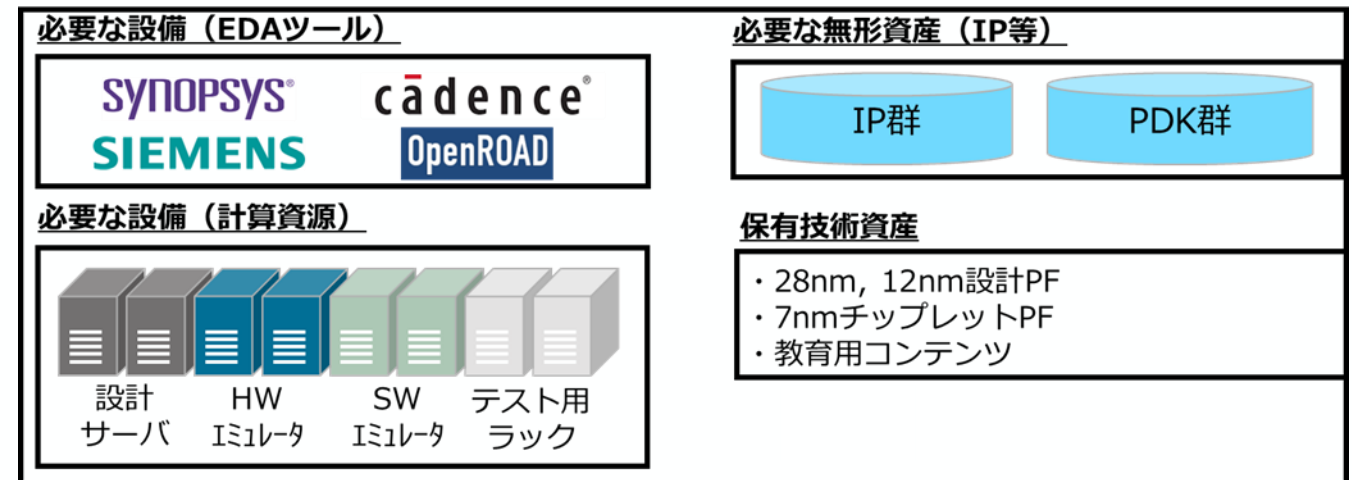 必要な設備（EDAツール）
SYNOPSYS®
cādence®
SIEMENS
OpenROAD
必要な無形資産（IP等）
IP群
PDK群
必要な設備（計算資源）
設計
サーバ
HW
ｴﾐｭﾚｰﾀ
SW
ｴﾐｭﾚｰﾀ
テスト用
ラック
保有技術資産
・28nm, 12nm設計PF
・7nmチップレットPF
・教育用コンテンツ